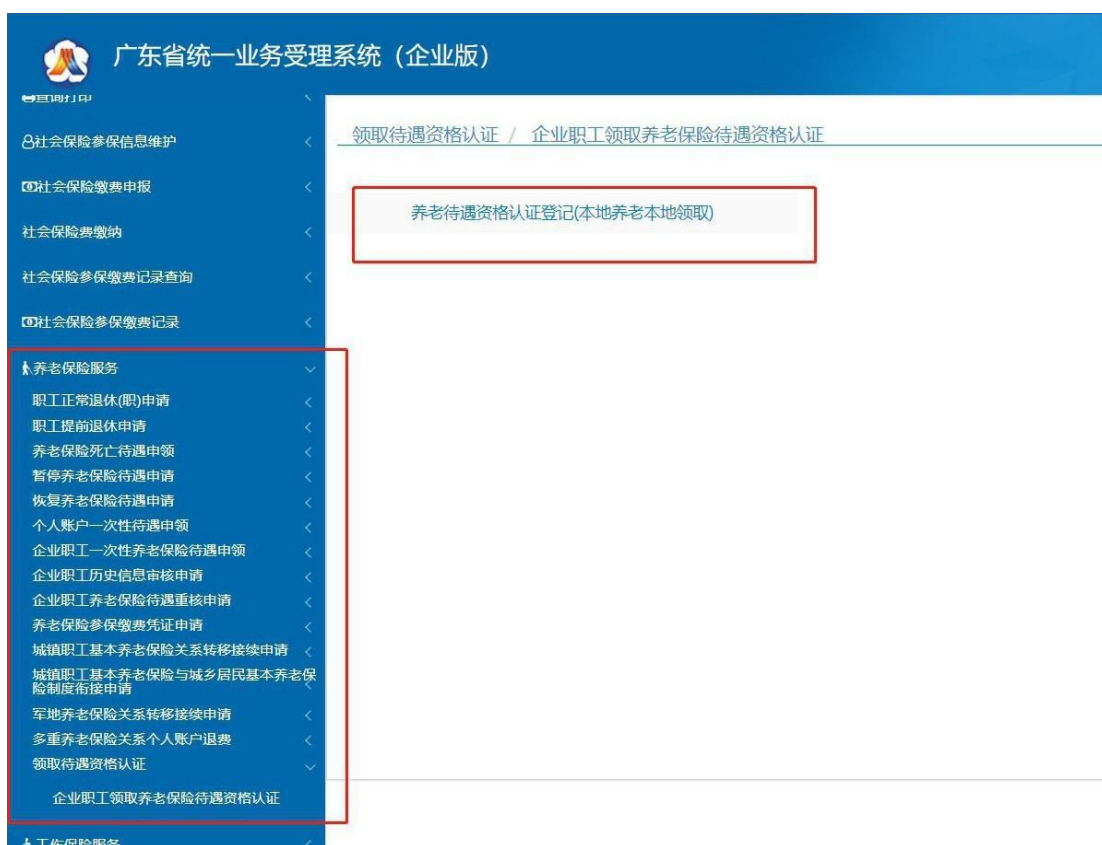 广东省统一业务受理系统（企业版）
查询打印
社会保险参保信息维护
社会保险缴费申报
社会保险费缴纳
社会保险参保缴费记录查询
社会保险参保缴费记录
养老保险服务
职工正常退休(职)申请
职工提前退休申请
养老保险死亡待遇申领
暂停养老保险待遇申请
恢复养老保险待遇申请
个人账户一次性待遇申领
企业职工一次性养老保险待遇申领
企业职工历史信息审核申请
企业职工养老保险待遇重核申请
养老保险参保缴费凭证申请
城镇职工基本养老保险关系转移接续申请
城镇职工基本养老保险与城乡居民基本养老保
险制度衔接申请
军地养老保险关系转移接续申请
多重养老保险关系个人账户退费
领取待遇资格认证
企业职工领取养老保险待遇资格认证
领取待遇资格认证 / 企业职工领取养老保险待遇资格认证
养老待遇资格认证登记(本地养老本地领取)